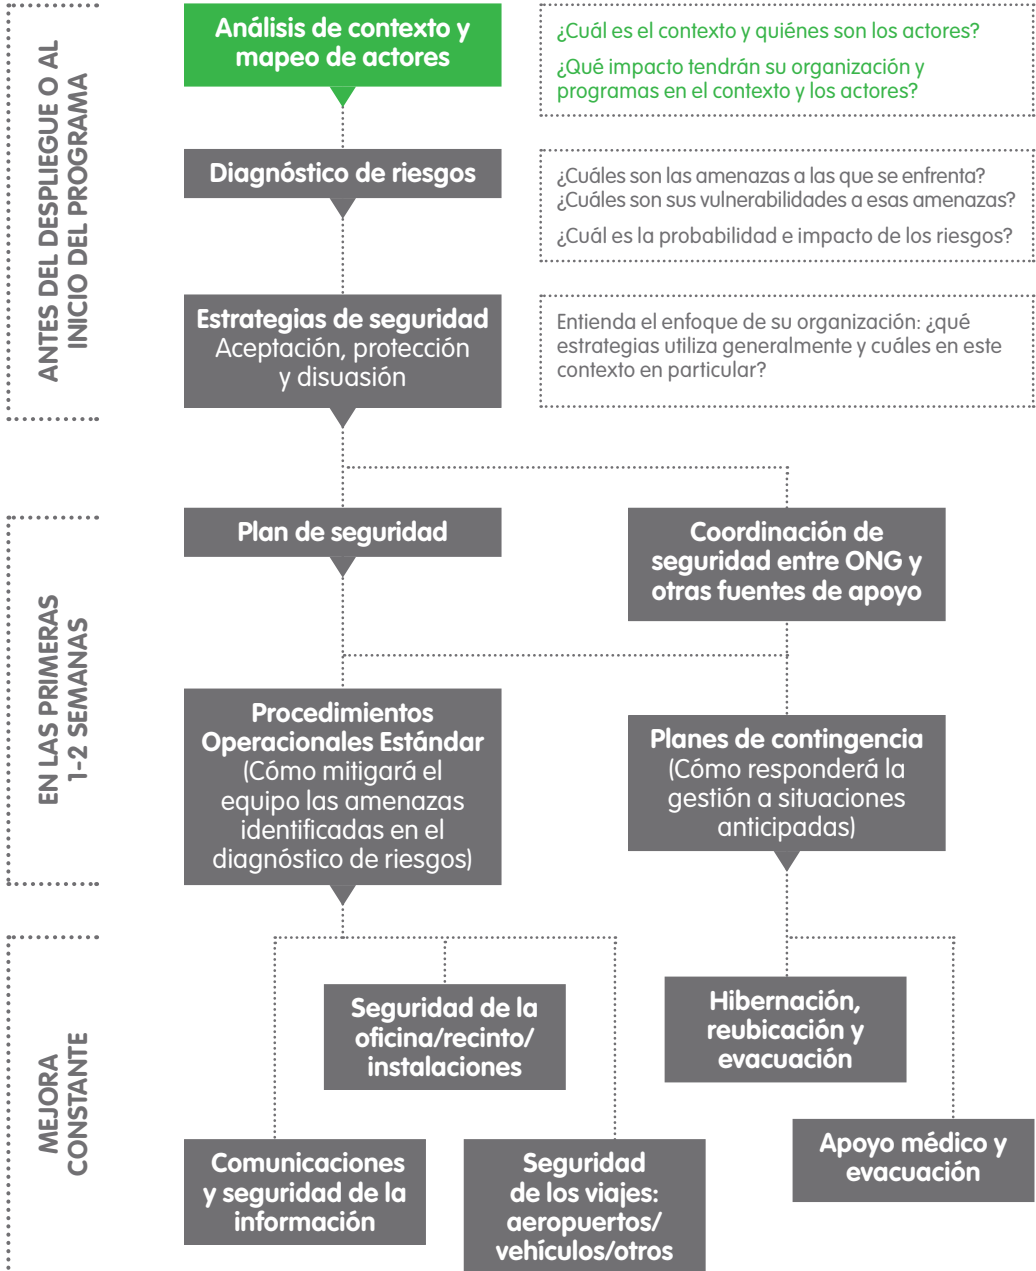 ANTES DEL DESPLIEGUE O AL
INICIO DEL PROGRAMA
Análisis de contexto y
mapeo de actores
¿Cuál es el contexto y quiénes son los actores?
¿Qué impacto tendrán su organización y
programas en el contexto y los actores?
Diagnóstico de riesgos
¿Cuáles son las amenazas a las que se enfrenta?
¿Cuáles son sus vulnerabilidades a esas amenazas?
¿Cuál es la probabilidad e impacto de los riesgos?
Estrategias de seguridad
Aceptación, protección
y disuasión
Entienda el enfoque de su organización: ¿qué
estrategias utiliza generalmente y cuáles en este
contexto en particular?
EN LAS PRIMERAS
1-2 SEMANAS
Plan de seguridad
Coordinación de
seguridad entre ONG y
otras fuentes de apoyo
Procedimientos
Operacionales Estándar
(Cómo mitigará el
equipo las amenazas
identificadas en el
diagnóstico de riesgos)
Planes de contingencia
(Cómo responderá la
gestión a situaciones
anticipadas)
MEJORA
CONSTANTE
Seguridad de la
oficina/recinto/
instalaciones
Hibernación,
reubicación y
evacuación
Comunicaciones
y seguridad de la
información
Seguridad
de los viajes:
aeropuertos/
vehículos/otros
Apoyo médico y
evacuación